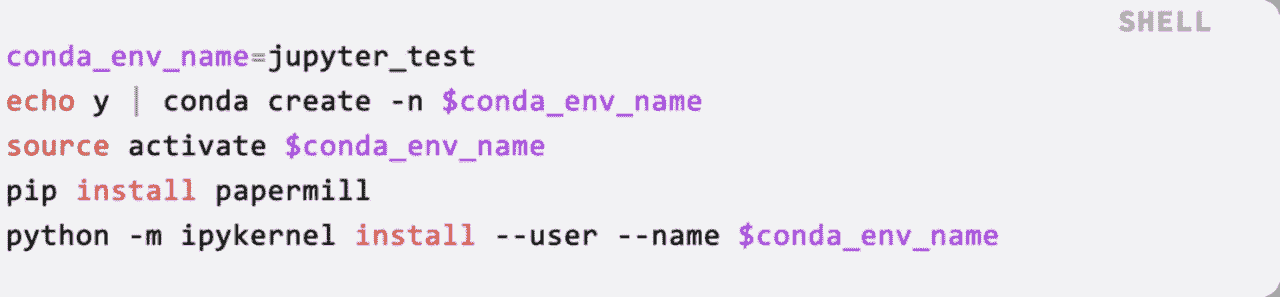 SHELL
conda_env_name=jupyter_test
echo y | conda create -n $conda_env_name
source activate $conda_env_name
pip install papermill
python -m ipykernel install --user --name $conda_env_name